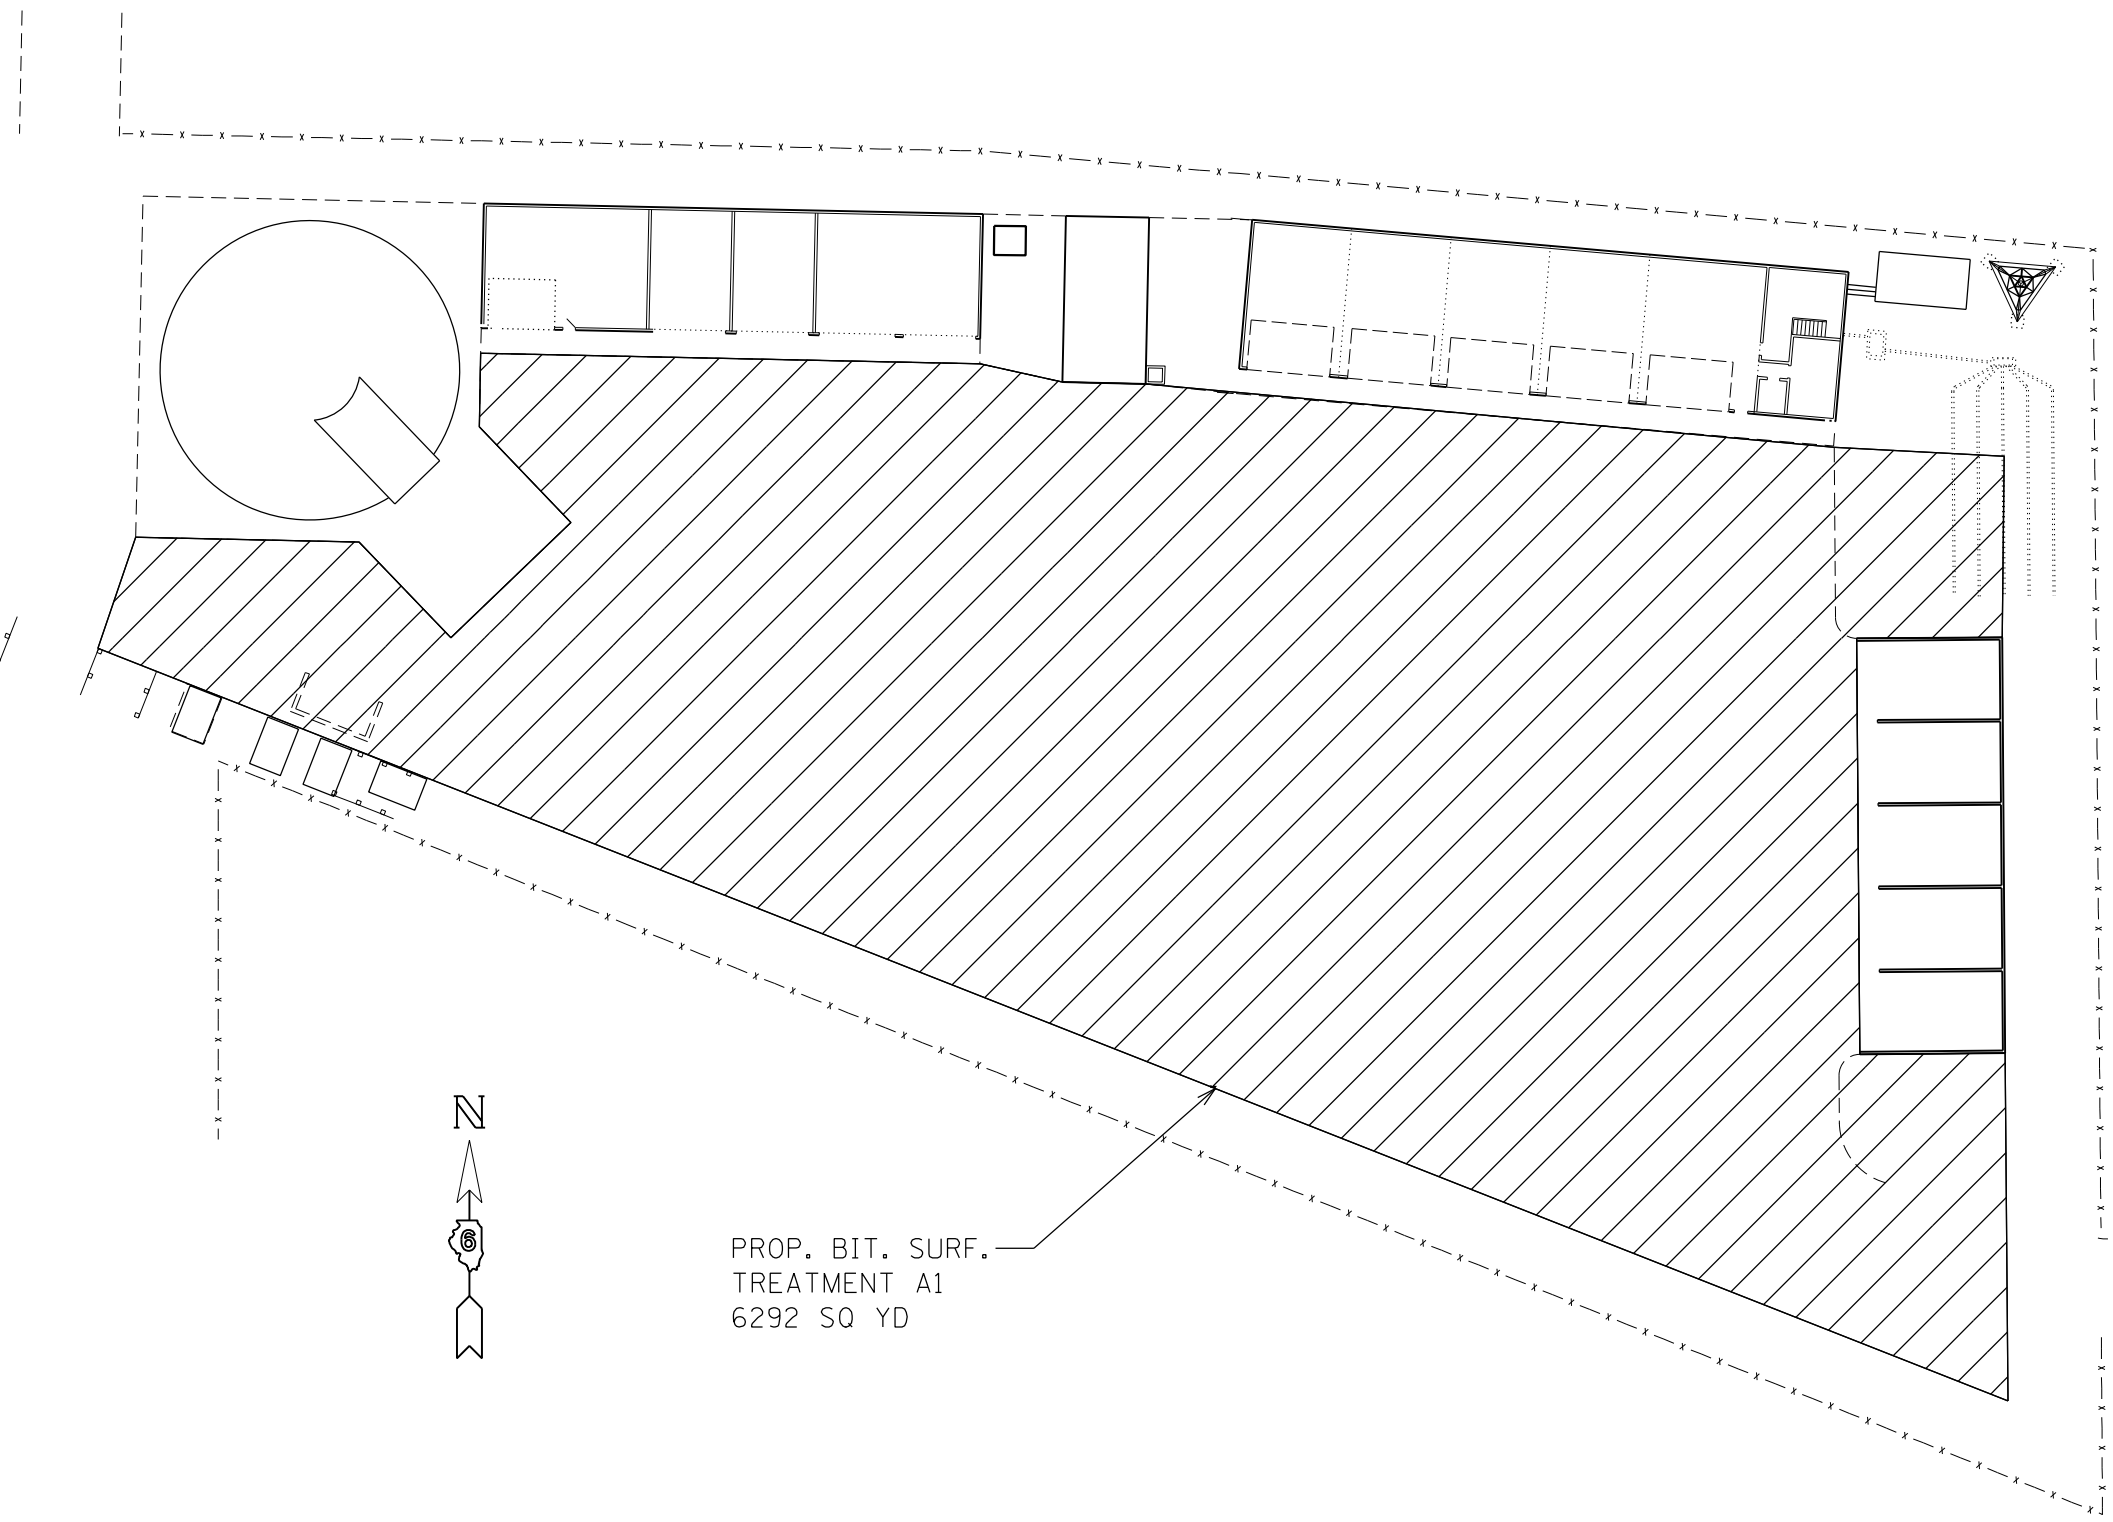 N
6
PROP. BIT. SURF.
TREATMENT A1
6292 SQ YD